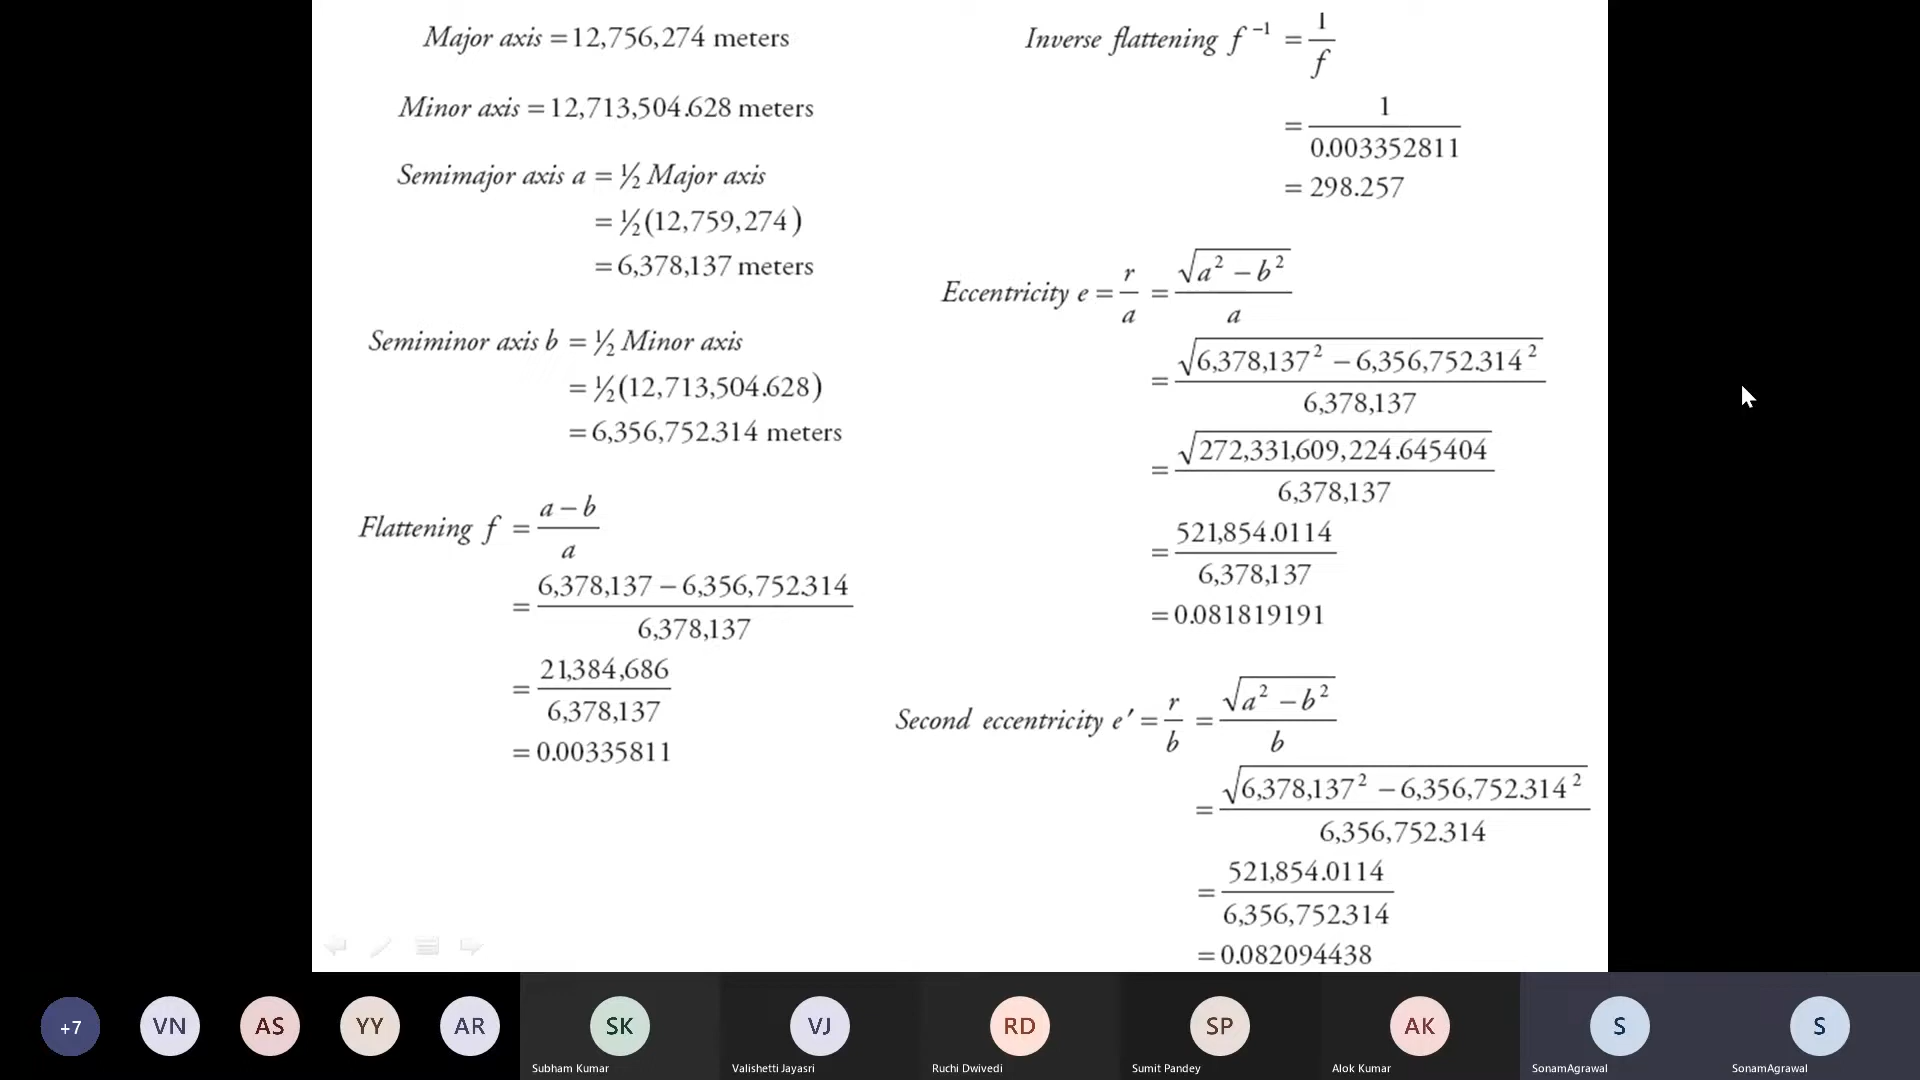 Major axis = 12,756,274 meters
Minor axis = 12,713,504.628 meters
Semimajor axis a = ½ Major axis
= ½(12,759,274)
= 6,378,137 meters
Semiminor axis b = ½ Minor axis
= ½(12,713,504.628)
= 6,356,752.314 meters
Flattening f = a − b
a
= 6,378,137 − 6,356,752.314
6,378,137
= 21,384,686
6,378,137
= 0.00335811
Inverse flattening f⁻¹ = 1
f
= 1
0.003352811
= 298.257
Eccentricity e = r/a = √a² − b²
a
= √6,378,137² − 6,356,752.314²
6,378,137
= √272,331,609,224.645404
6,378,137
= 521,854.0114
6,378,137
= 0.081819191
Second eccentricity e′ = r/b = √a² − b²
b
= √6,378,137² − 6,356,752.314²
6,356,752.314
= 521,854.0114
6,356,752.314
= 0.082094438
+7 VN AS YY AR SK VJ RD SP AK S S
Subham Kumar Valishetti Jayasri Ruchi Dwivedi Sumit Pandey Alok Kumar SonamAgrawal SonamAgrawal